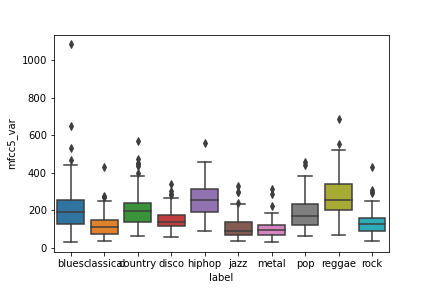 1000
800
600
400
200
0
mfcc5_var
blues classical country disco hiphop jazz metal pop reggae rock
label